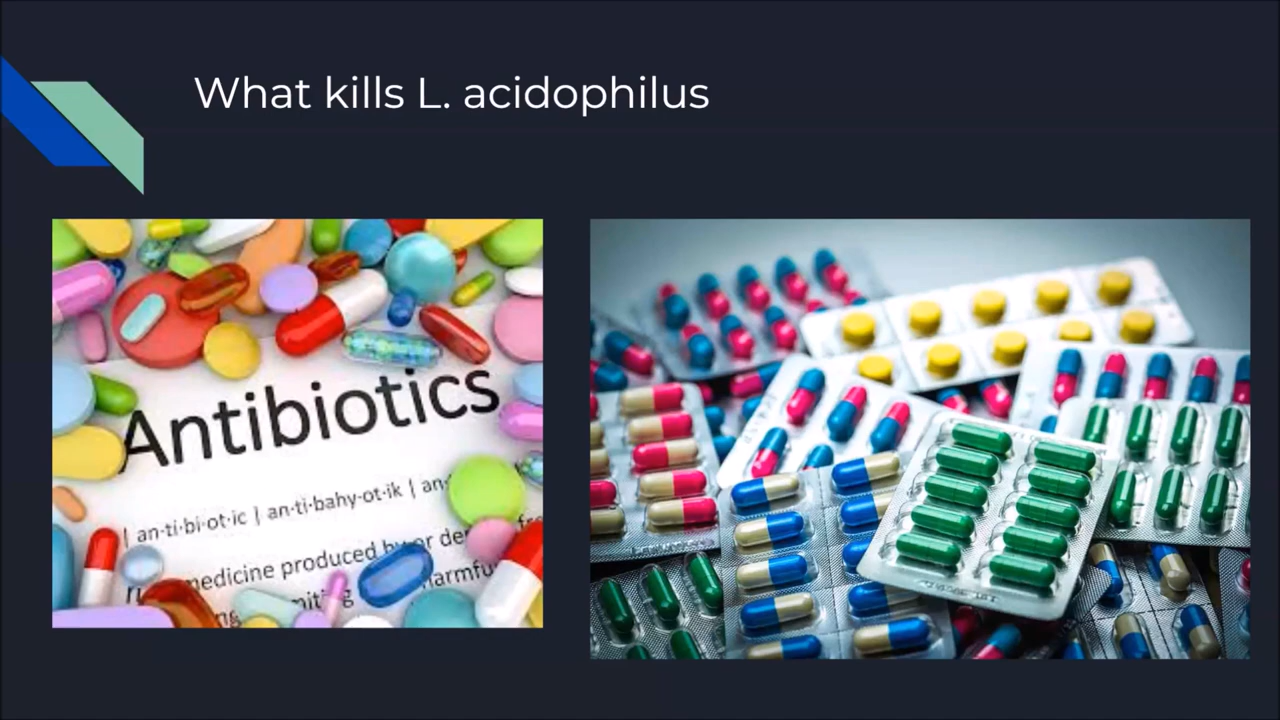 What kills L. acidophilus
Antibiotics
| an·ti·bi·ot·ic | an·ti·bahy·ot·ik | an-
medicine produced by or de
harmfu